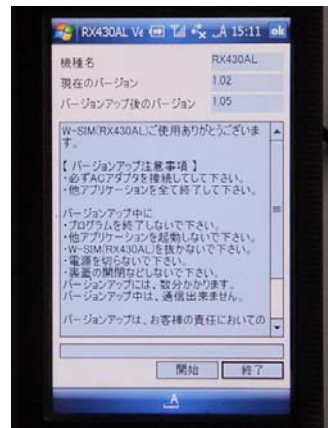 RX430AL Ve 15:11 ok
機種名 RX430AL
現在のバージョン 1.02
バージョンアップ後のバージョン 1.05
W-SIM(RX430AL)ご使用ありがとうございま
す。
【 バージョンアップ注意事項 】
・必ずACアダプタを接続してして下さい。
・他アプリケーションを全て終了して下さい。
バージョンアップ中に
・プログラムを終了しないで下さい。
・他アプリケーションを起動しないで下さい。
・W-SIM(RX430AL)を抜かないで下さい。
・電源を切らないで下さい。
・裏蓋の開閉などしないで下さい。
バージョンアップには、数分かかります。
バージョンアップ中は、通信出来ません。
バージョンアップは、お客様の責任においての
開始 終了
A